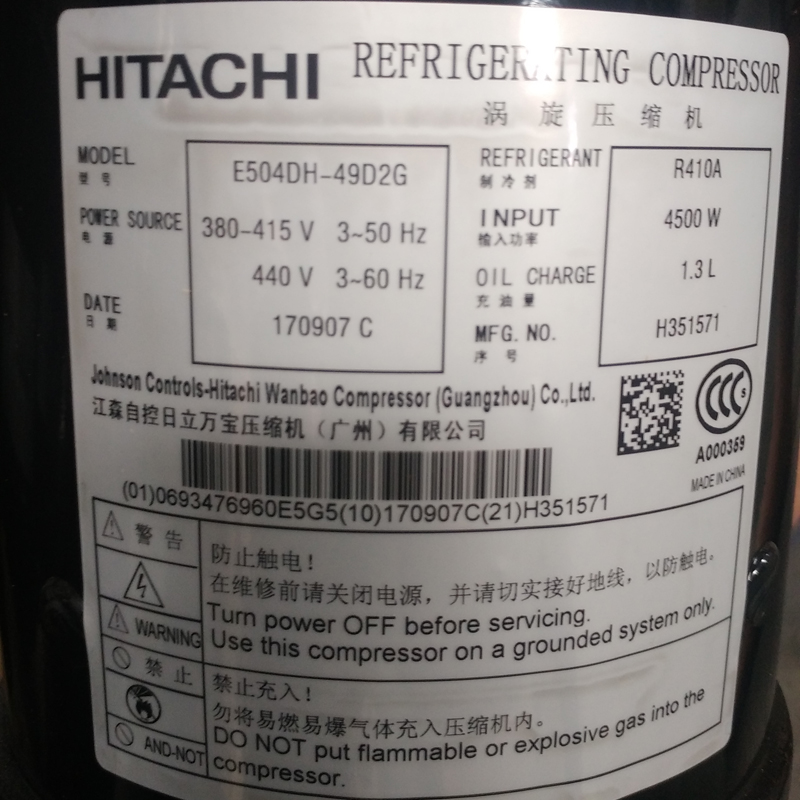 HITACHI REFRIGERATING COMPRESSOR
涡旋压缩机
MODEL E504DH-49D2G
型号
POWER SOURCE 380-415 V 3~50 Hz
电源
440 V 3~60 Hz
DATE 170907 C
日期
REFRIGERANT R410A
制冷剂
INPUT 4500 W
输入功率
OIL CHARGE 1.3 L
充油量
MFG. NO. H351571
序号
Johnson Controls-Hitachi Wanbao Compressor (Guangzhou) Co.,Ltd.
江森自控日立万宝压缩机（广州）有限公司
CCC S
A000359
MADE IN CHINA
(01)0693476960E5G5(10)170907C(21)H351571
警告
WARNING
防止触电！
在维修前请关闭电源，并请切实接好地线，以防触电。
Turn power OFF before servicing.
Use this compressor on a grounded system only.
禁止
AND-NOT
禁止充入！
勿将易燃易爆气体充入压缩机内。
DO NOT put flammable or explosive gas into the
compressor.